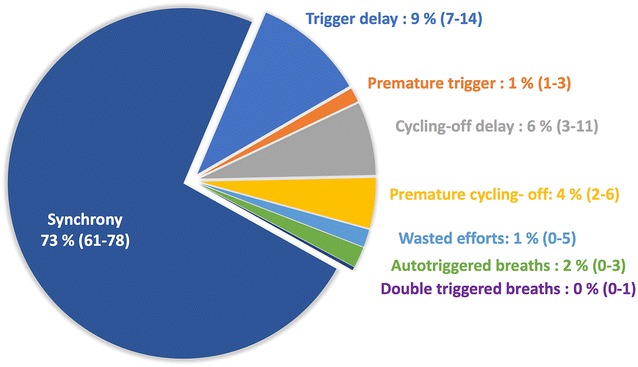 Trigger delay : 9 % (7-14)
Premature trigger : 1 % (1-3)
Cycling-off delay : 6 % (3-11)
Premature cycling- off: 4 % (2-6)
Synchrony
73 % (61-78)
Wasted efforts: 1 % (0-5)
Autotriggered breaths : 2 % (0-3)
Double triggered breaths : 0 % (0-1)